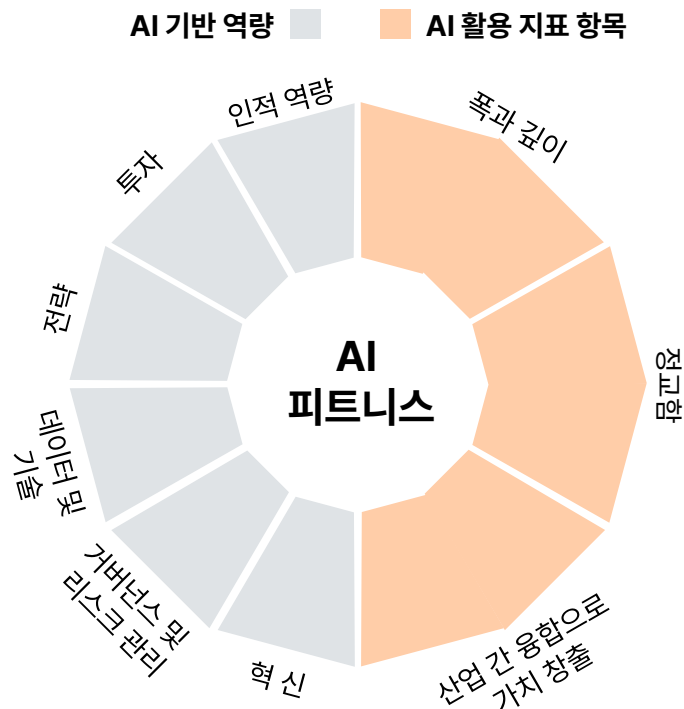 AI 기반 역량
AI 활용 지표 항목
인적 역량
폭과 깊이
투자
전략
정교함
AI
피트니스
데이터 및
기술
거버넌스 및
리스크 관리
혁신
산업 간 융합으로
가치 창출